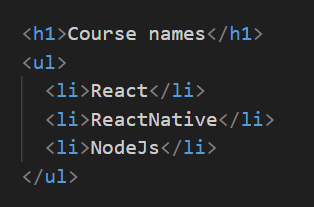 <h1>Course names</h1>
<ul>
<li>React</li>
<li>ReactNative</li>
<li>NodeJs</li>
</ul>